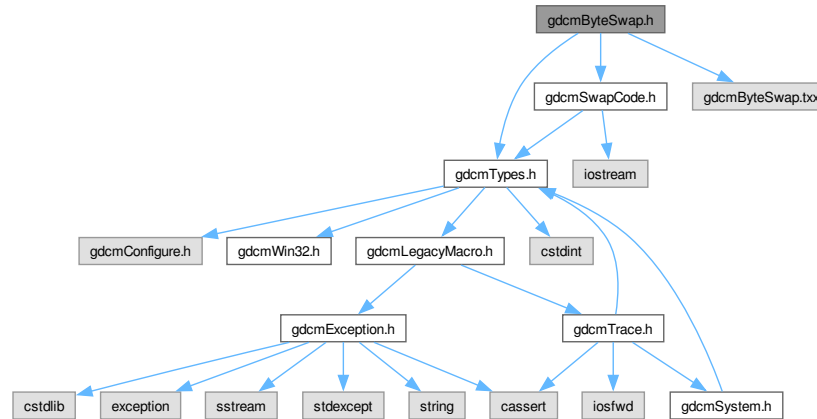 gdcmByteSwap.h
gdcmSwapCode.h
gdcmByteSwap.txx
gdcmTypes.h
iostream
gdcmConfigure.h
gdcmWin32.h
gdcmLegacyMacro.h
cstdint
gdcmException.h
gdcmTrace.h
cstdlib
exception
sstream
stdexcept
string
cassert
iosfwd
gdcmSystem.h